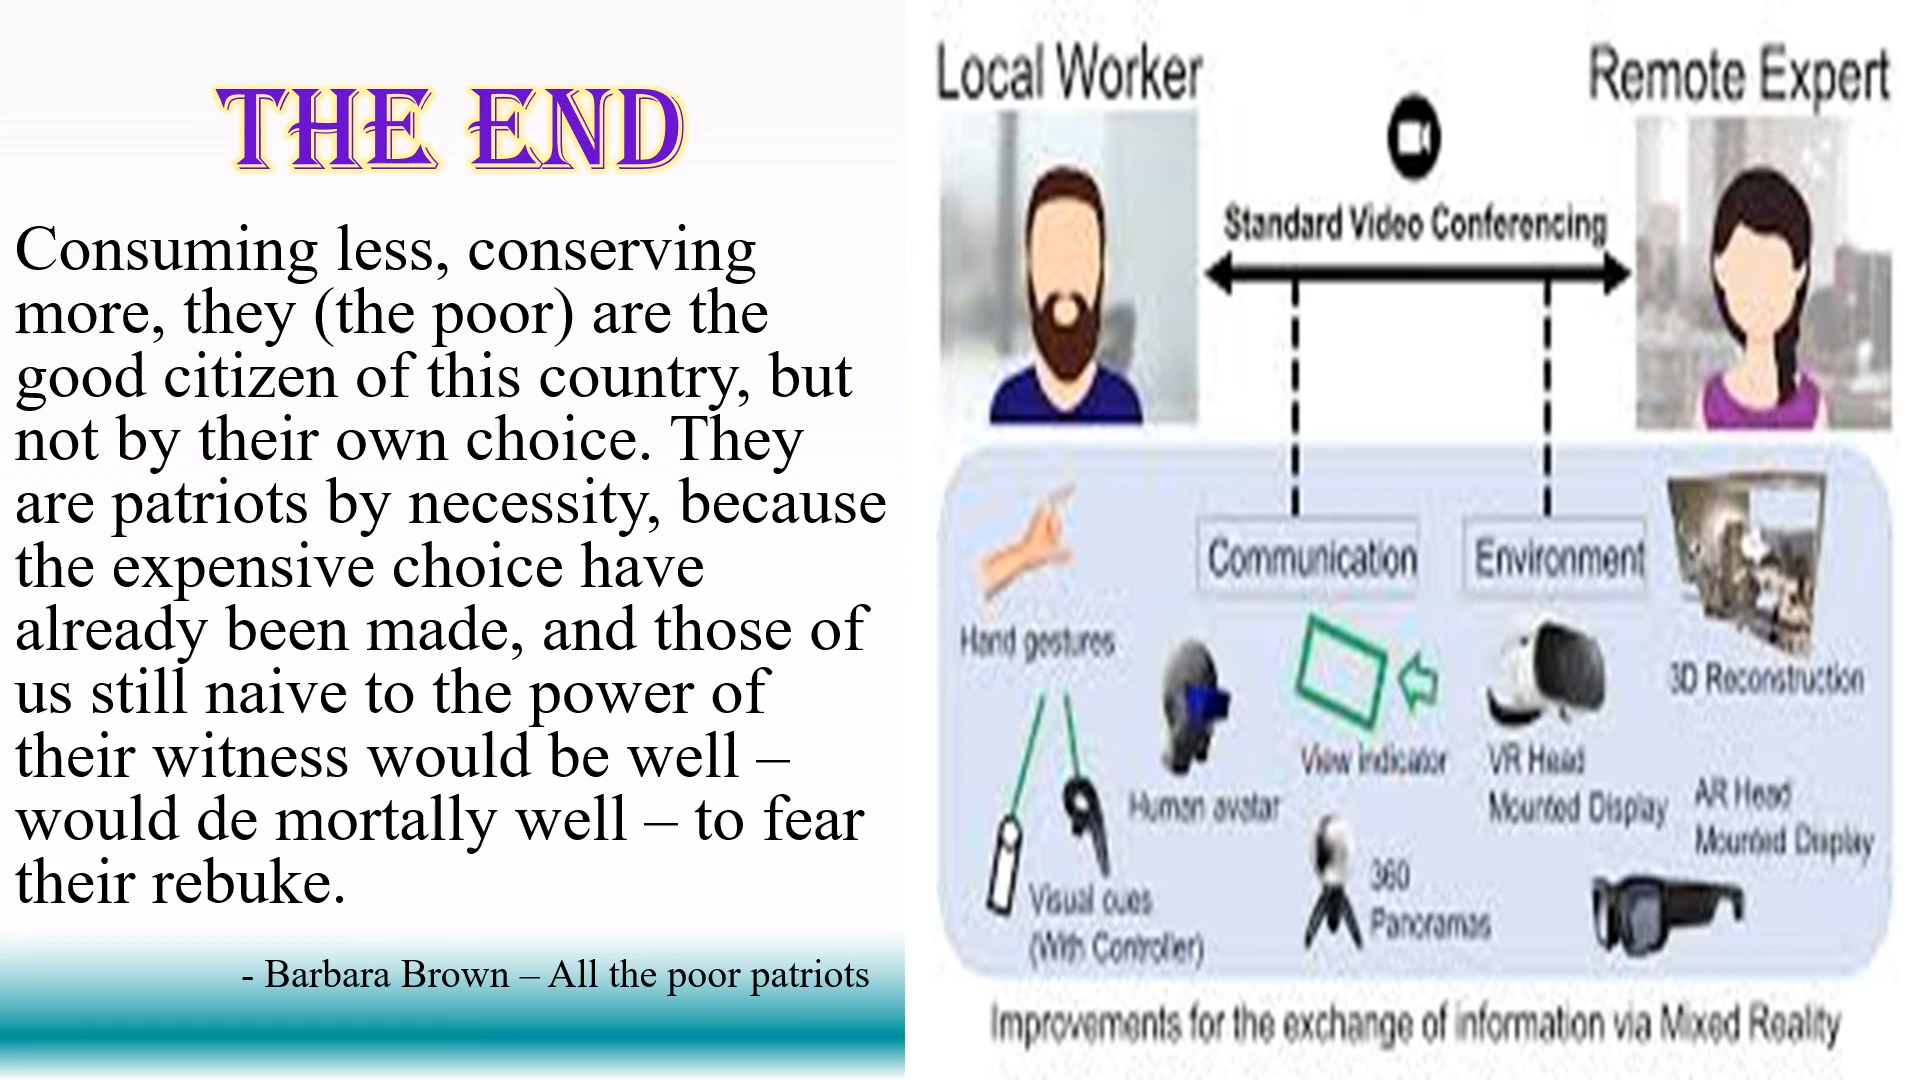 THE END
Consuming less, conserving
more, they (the poor) are the
good citizen of this country, but
not by their own choice. They
are patriots by necessity, because
the expensive choice have
already been made, and those of
us still naive to the power of
their witness would be well –
would de mortally well – to fear
their rebuke.
- Barbara Brown – All the poor patriots
Local Worker
Remote Expert
Standard Video Conferencing
Communication
Environment
Hand gestures
3D Reconstruction
View indicator
VR Head
Mounted Display
Human avatar
AR Head
Mounted Display
360
Panoramas
Visual cues
(With Controller)
Improvements for the exchange of information via Mixed Reality